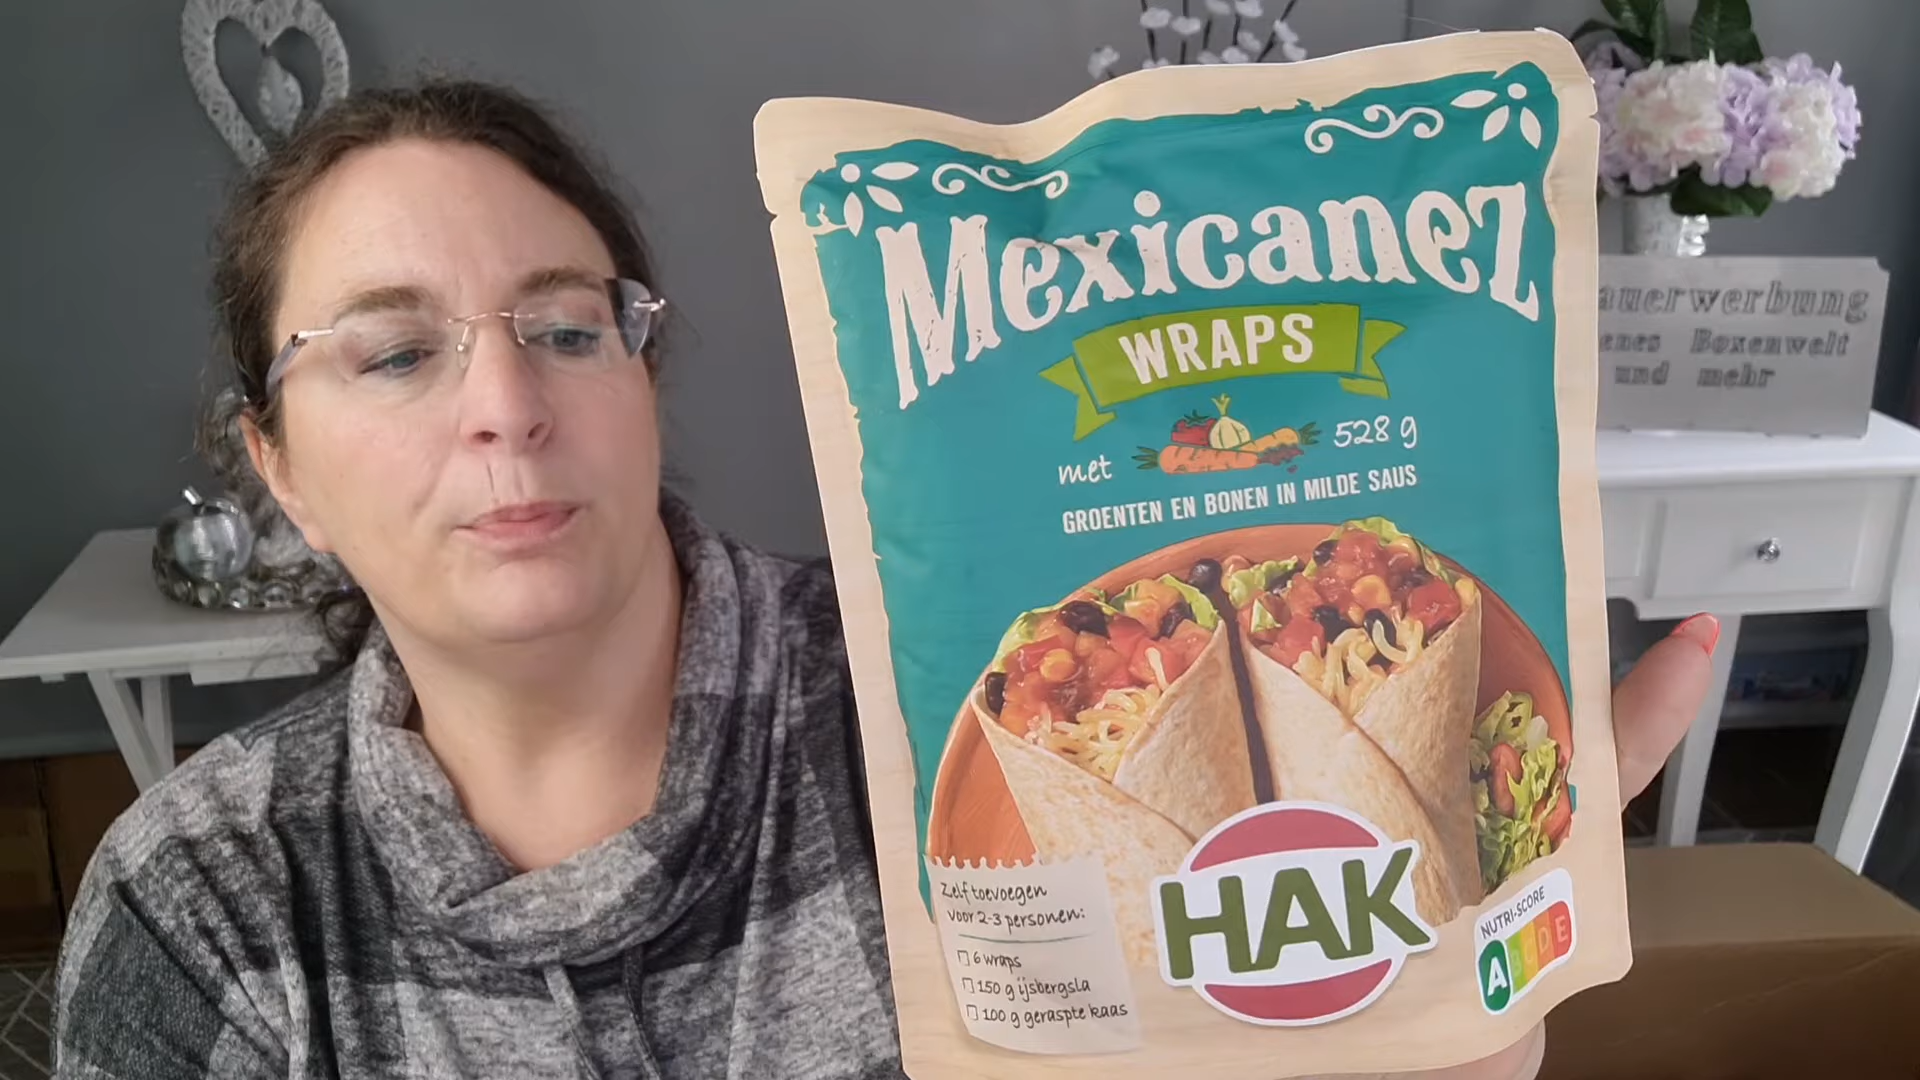 Mexicanez
WRAPS
met
528 g
GROENTEN EN BONEN IN MILDE SAUS
Zelf toevoegen
voor 2-3 personen:
6 wraps
150 g ijsbergsla
100 g geraspte kaas
HAK
NUTRI-SCORE
A B C D E
auerwerbung
enes Boxenwelt
und mehr